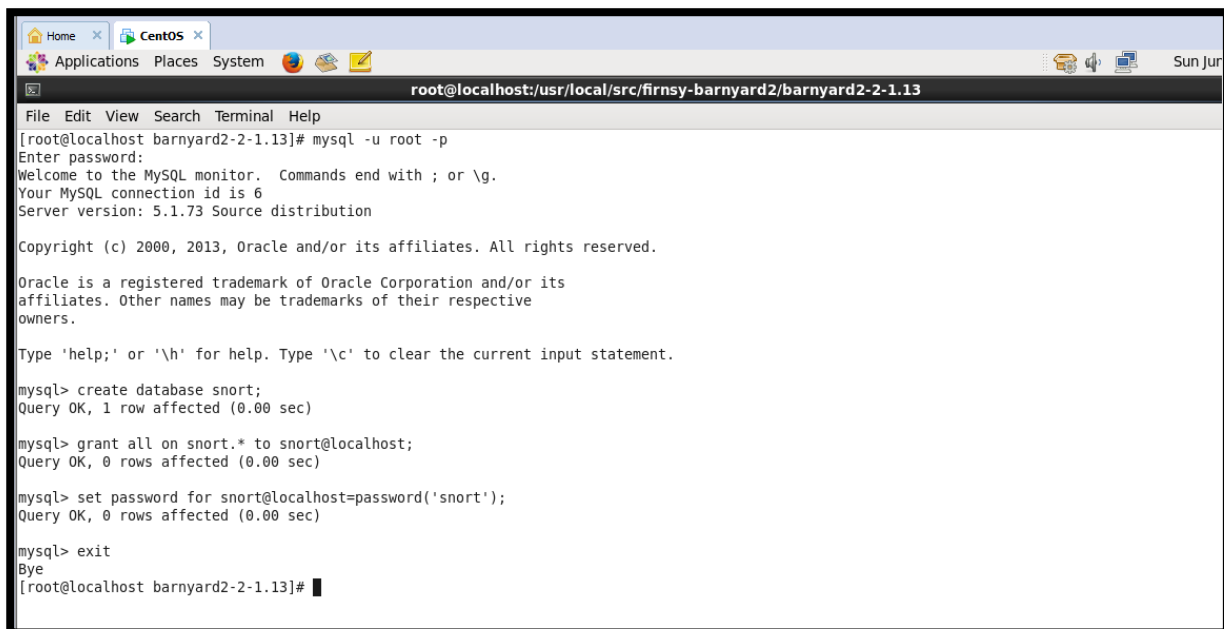 Home × CentOS ×
Applications Places System Sun Jun
root@localhost:/usr/local/src/firnsy-barnyard2/barnyard2-2-1.13
File Edit View Search Terminal Help
[root@localhost barnyard2-2-1.13]# mysql -u root -p
Enter password:
Welcome to the MySQL monitor.  Commands end with ; or \g.
Your MySQL connection id is 6
Server version: 5.1.73 Source distribution

Copyright (c) 2000, 2013, Oracle and/or its affiliates. All rights reserved.

Oracle is a registered trademark of Oracle Corporation and/or its
affiliates. Other names may be trademarks of their respective
owners.

Type 'help;' or '\h' for help. Type '\c' to clear the current input statement.

mysql> create database snort;
Query OK, 1 row affected (0.00 sec)

mysql> grant all on snort.* to snort@localhost;
Query OK, 0 rows affected (0.00 sec)

mysql> set password for snort@localhost=password('snort');
Query OK, 0 rows affected (0.00 sec)

mysql> exit
Bye
[root@localhost barnyard2-2-1.13]#